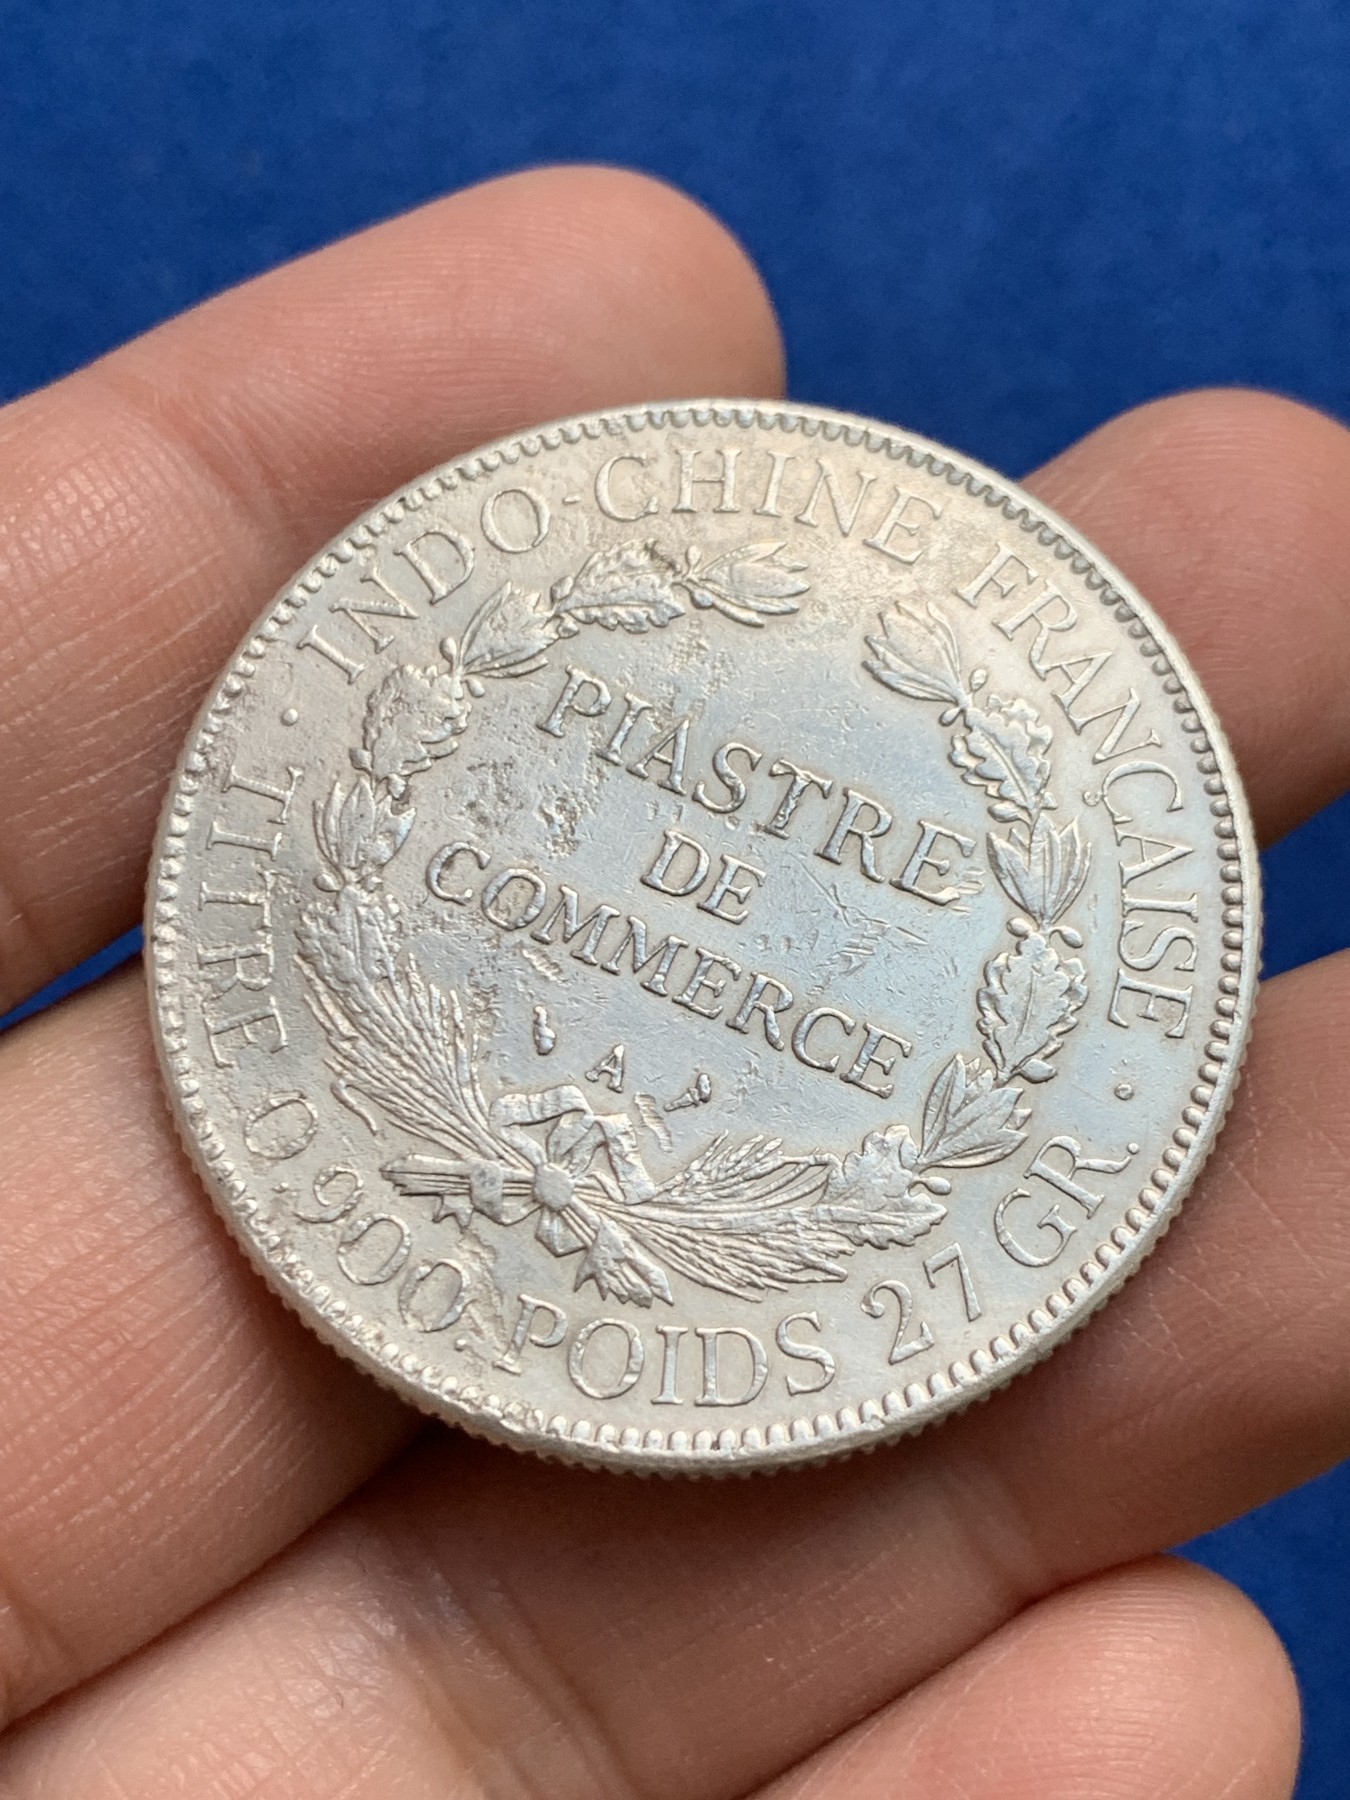 INDO-CHINE FRANÇAISE
PIASTRE
DE
COMMERCE
A
· TITRE 0,900. POIDS 27 GR. ·